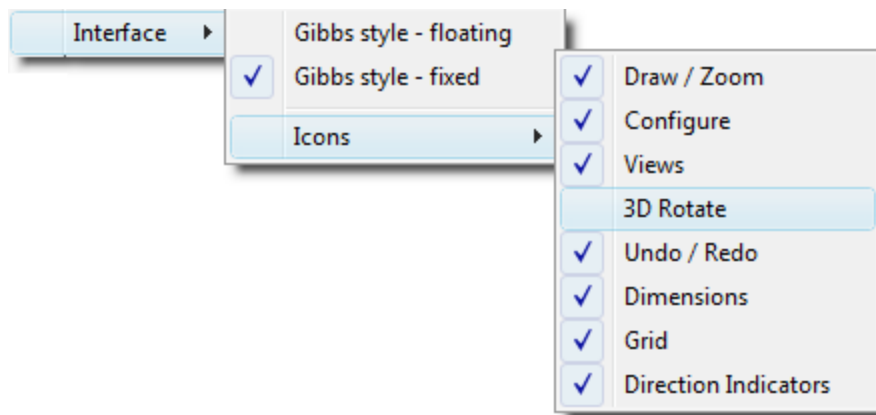 Interface
Gibbs style - floating
Gibbs style - fixed
Icons
Draw / Zoom
Configure
Views
3D Rotate
Undo / Redo
Dimensions
Grid
Direction Indicators